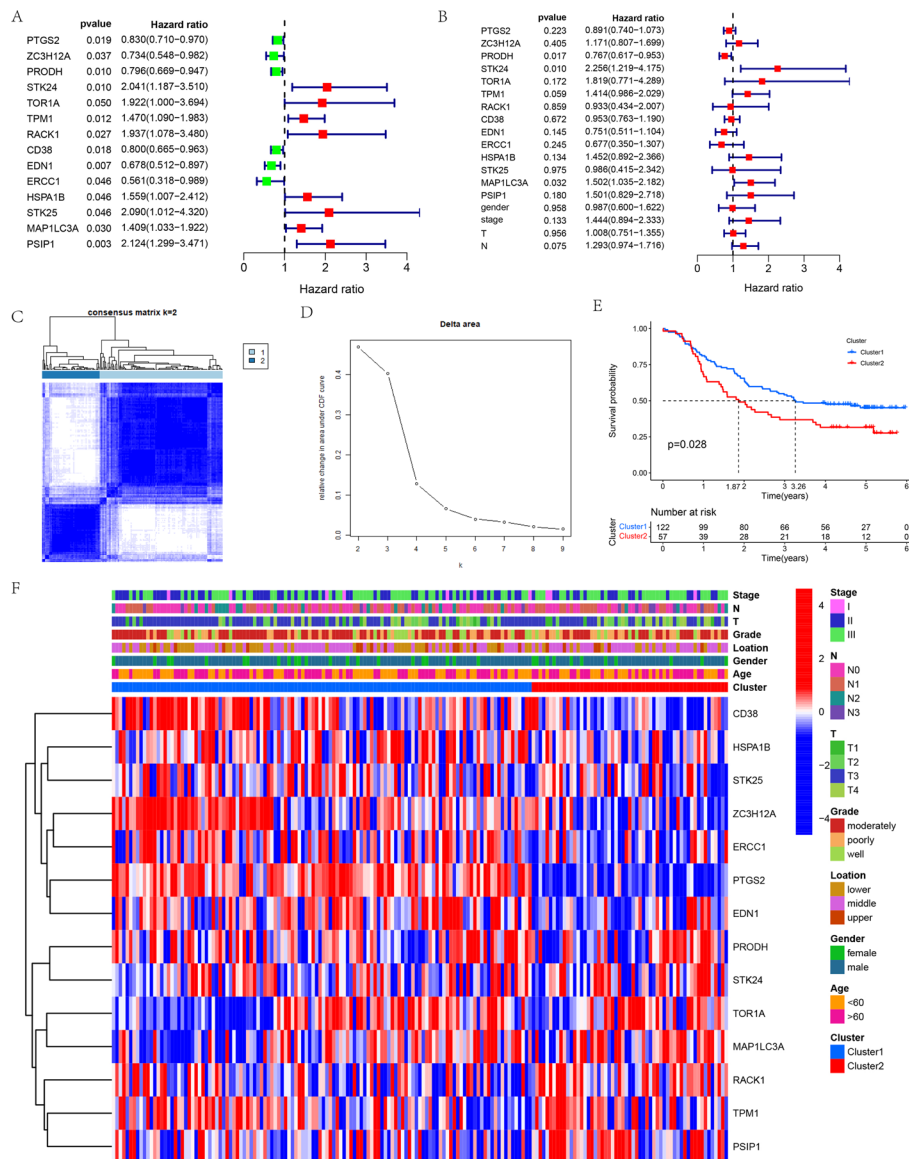 A
pvalue Hazard ratio
PTGS2 0.019 0.830(0.710−0.970)
ZC3H12A 0.037 0.734(0.548−0.982)
PRODH 0.010 0.796(0.669−0.947)
STK24 0.010 2.041(1.187−3.510)
TOR1A 0.050 1.922(1.000−3.694)
TPM1 0.012 1.470(1.090−1.983)
RACK1 0.027 1.937(1.078−3.480)
CD38 0.018 0.800(0.665−0.963)
EDN1 0.007 0.678(0.512−0.897)
ERCC1 0.046 0.561(0.318−0.989)
HSPA1B 0.046 1.559(1.007−2.412)
STK25 0.046 2.090(1.012−4.320)
MAP1LC3A 0.030 1.409(1.033−1.922)
PSIP1 0.003 2.124(1.299−3.471)
0 1 2 3 4
Hazard ratio
B
pvalue Hazard ratio
PTGS2 0.223 0.891(0.740−1.073)
ZC3H12A 0.405 1.171(0.807−1.699)
PRODH 0.017 0.767(0.617−0.953)
STK24 0.010 2.256(1.219−4.175)
TOR1A 0.172 1.819(0.771−4.289)
TPM1 0.059 1.414(0.986−2.029)
RACK1 0.859 0.933(0.434−2.007)
CD38 0.672 0.953(0.763−1.190)
EDN1 0.145 0.751(0.511−1.104)
ERCC1 0.245 0.677(0.350−1.307)
HSPA1B 0.134 1.452(0.892−2.366)
STK25 0.975 0.986(0.415−2.342)
MAP1LC3A 0.032 1.502(1.035−2.182)
PSIP1 0.180 1.501(0.829−2.718)
gender 0.958 0.987(0.600−1.622)
stage 0.133 1.444(0.894−2.333)
T 0.956 1.008(0.751−1.355)
N 0.075 1.293(0.974−1.716)
0 1 2 3 4
Hazard ratio
C
consensus matrix k=2
1
2
D
Delta area
relative change in area under CDF curve
0.0 0.1 0.2 0.3 0.4
2 3 4 5 6 7 8 9
k
E
Cluster
Cluster1
Cluster2
Survival probability
1.00
0.75
0.50
0.25
0.00
p=0.028
0 1 1.87 2 3 3.26 4 5 6
Time(years)
Number at risk
Cluster
Cluster1 122 99 80 66 56 27 0
Cluster2 57 39 28 21 18 12 0
0 1 2 3 4 5 6
Time(years)
F
Stage
N
T
Grade
Loation
Gender
Age
Cluster
CD38
HSPA1B
STK25
ZC3H12A
ERCC1
PTGS2
EDN1
PRODH
STK24
TOR1A
MAP1LC3A
RACK1
TPM1
PSIP1
4
2
0
−2
−4
Stage
I
II
III
N
N0
N1
N2
N3
T
T1
T2
T3
T4
Grade
moderately
poorly
well
Loation
lower
middle
upper
Gender
female
male
Age
<60
>60
Cluster
Cluster1
Cluster2